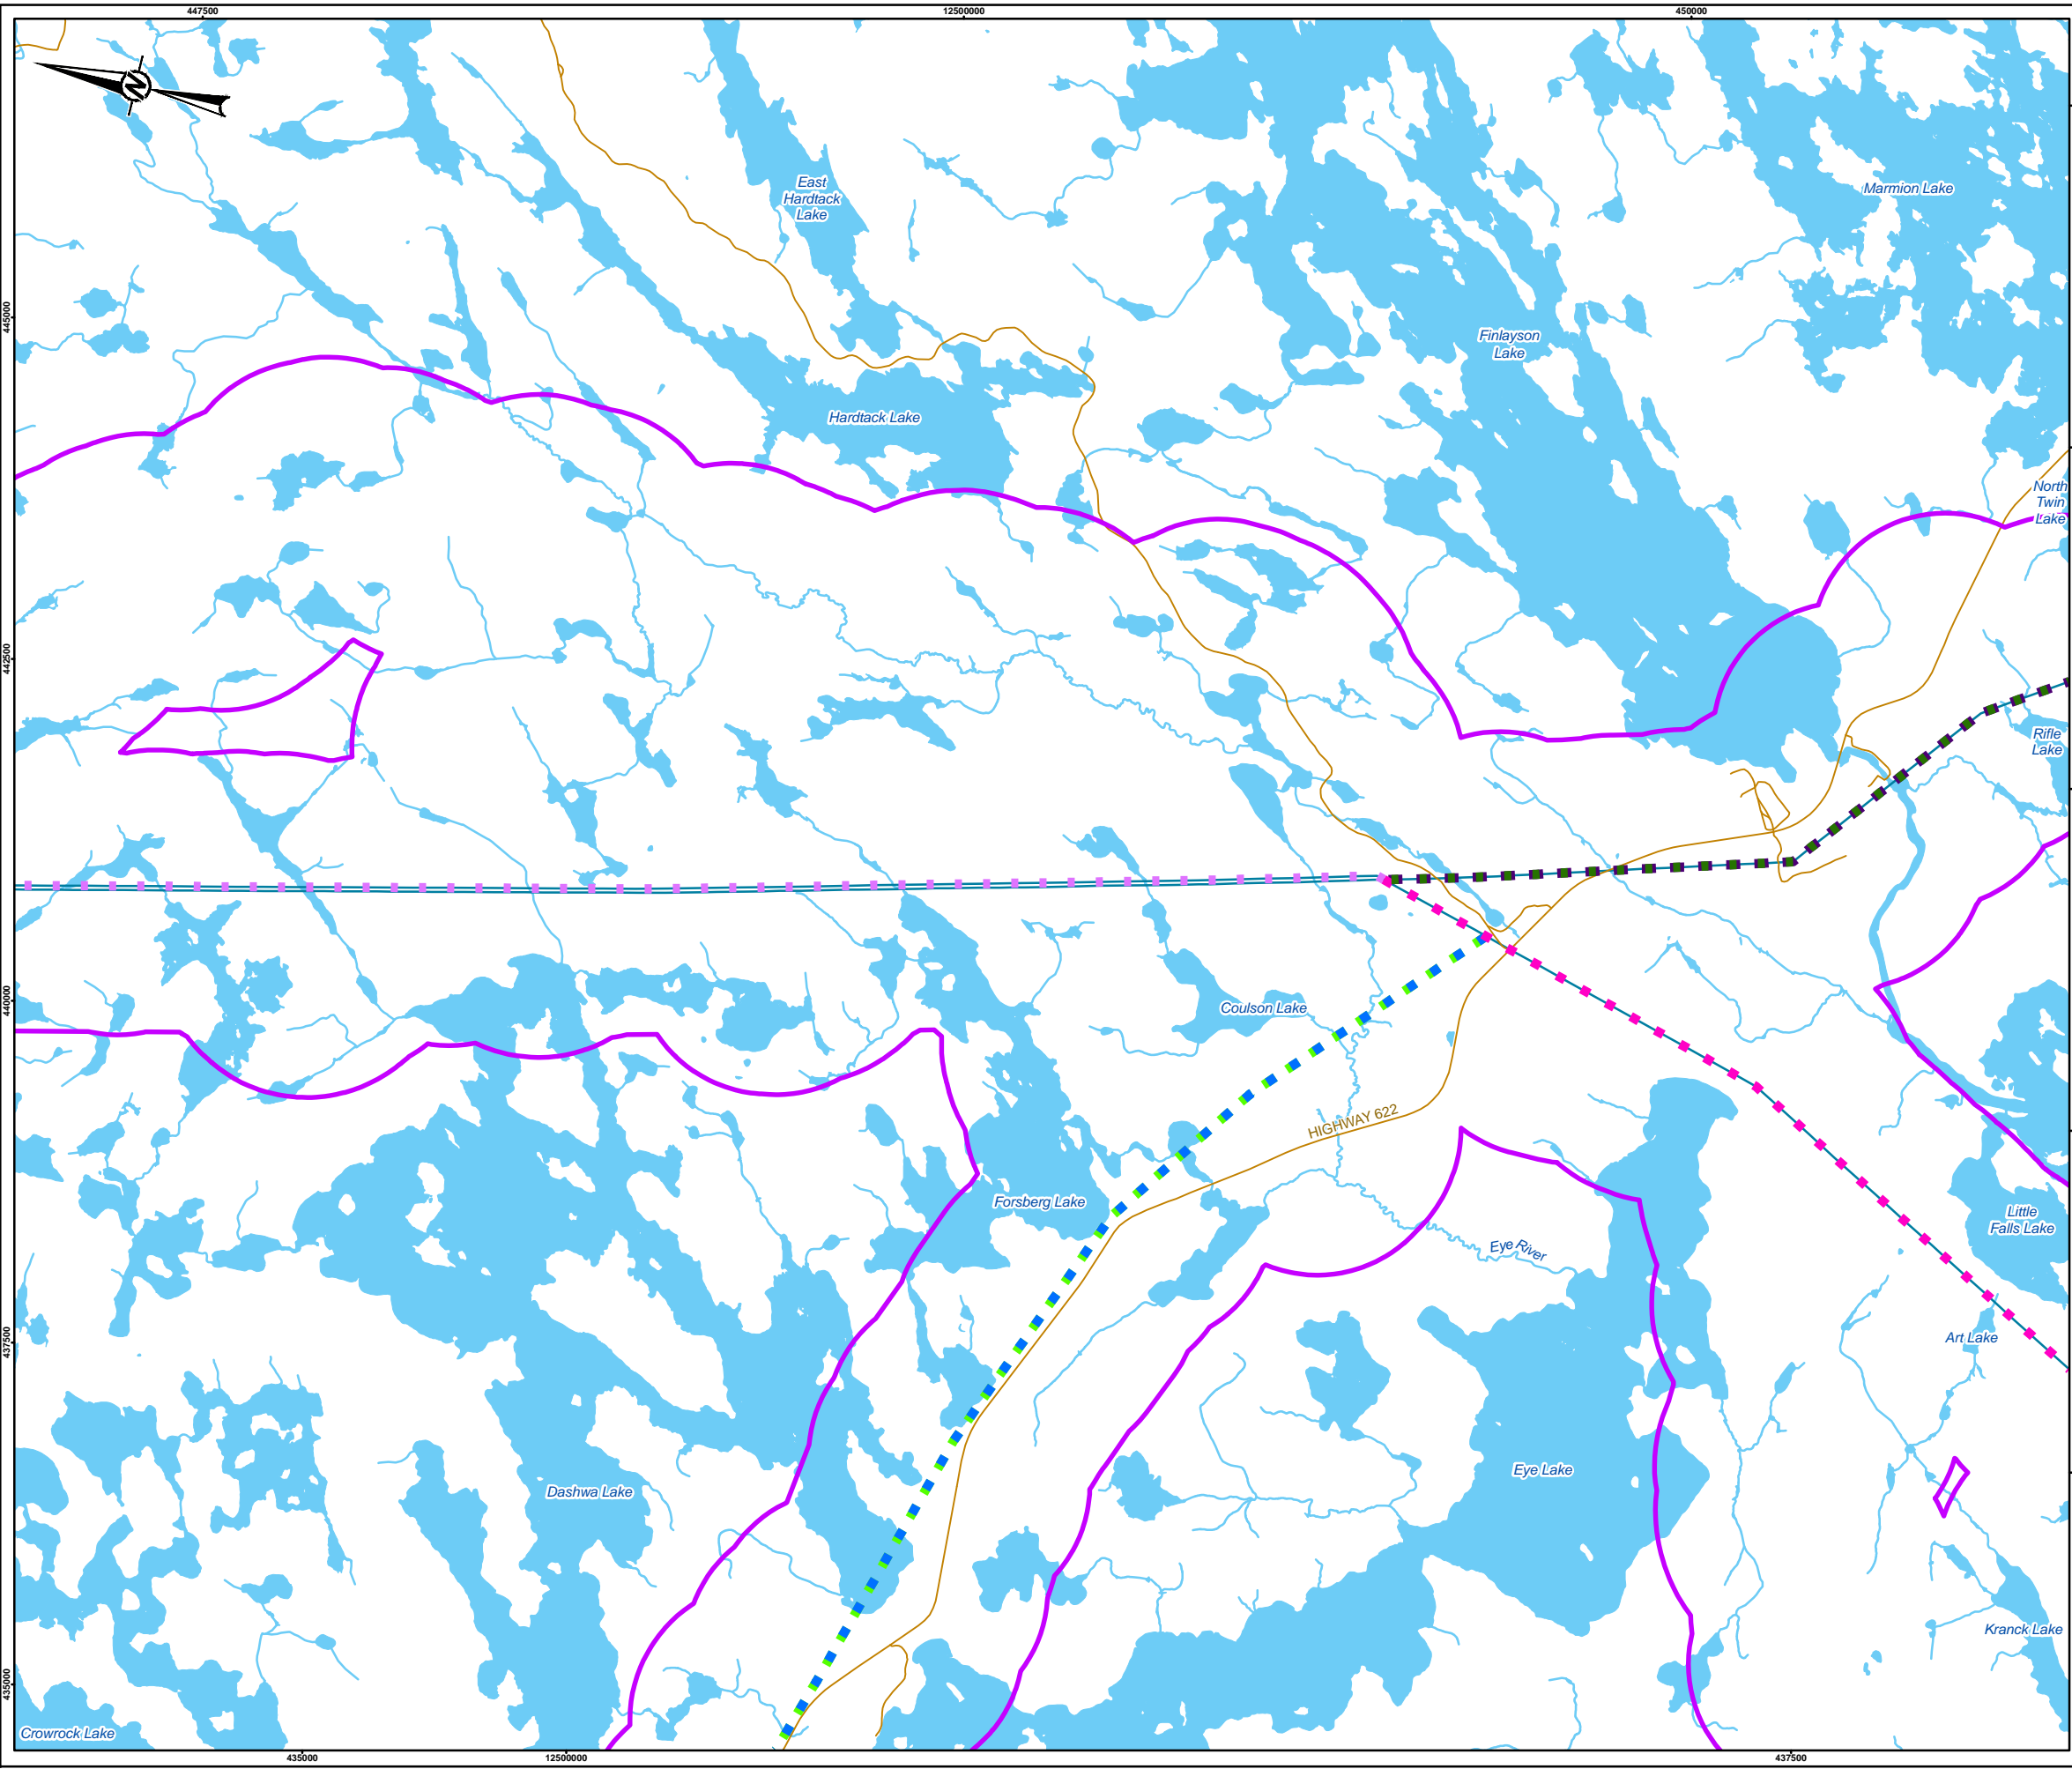 447500
12500000
450000
N
East
Hardtack
Lake
Marmion Lake
445000
Finlayson
Lake
Hardtack Lake
North
Twin
Lake
442500
Rifle
Lake
440000
Coulson Lake
HIGHWAY 622
Forsberg Lake
Little
Falls Lake
Eye River
437500
Art Lake
Eye Lake
Dashwa Lake
Kranck Lake
435000
Crowrock Lake
435000
12500000
437500